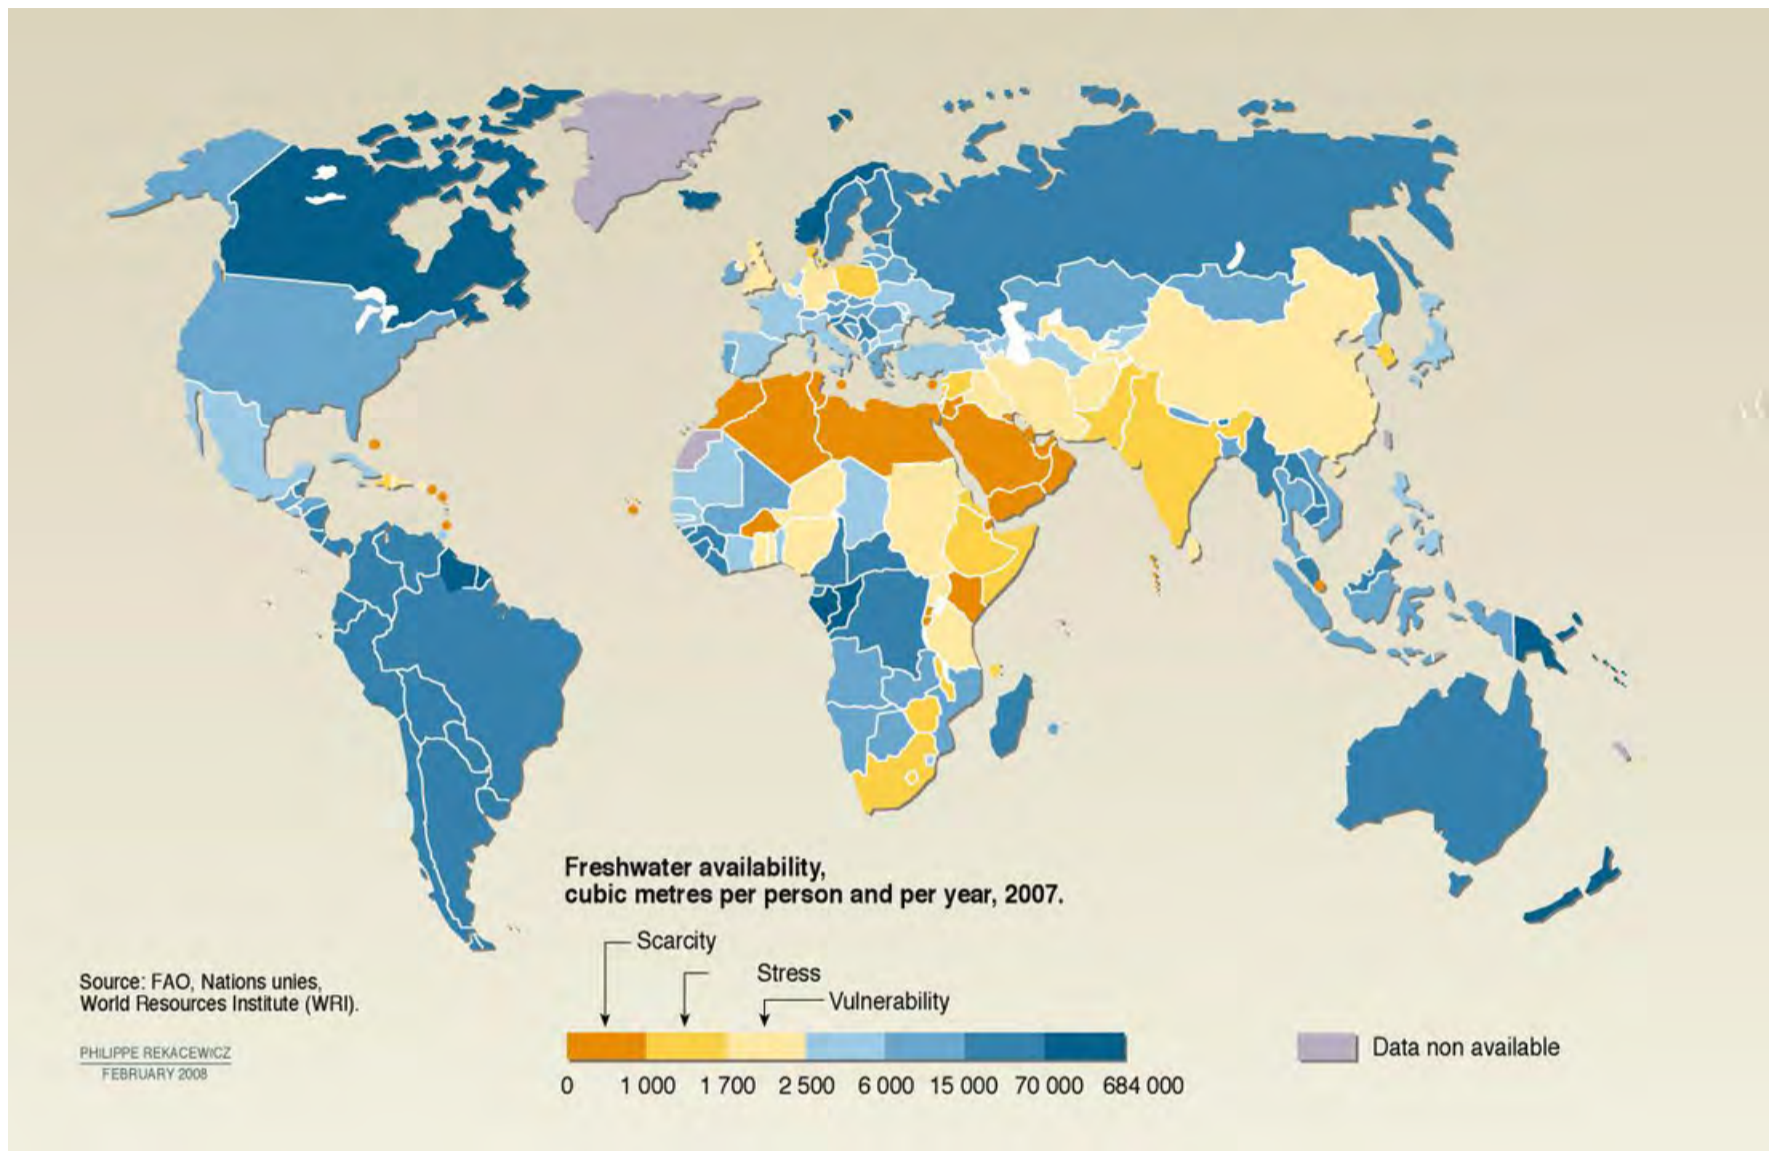 Freshwater availability,
cubic metres per person and per year, 2007.
Scarcity
Stress
Vulnerability
0 1 000 1 700 2 500 6 000 15 000 70 000 684 000
Data non available
Source: FAO, Nations unies,
World Resources Institute (WRI).
PHILIPPE REKACEWICZ
FEBRUARY 2008